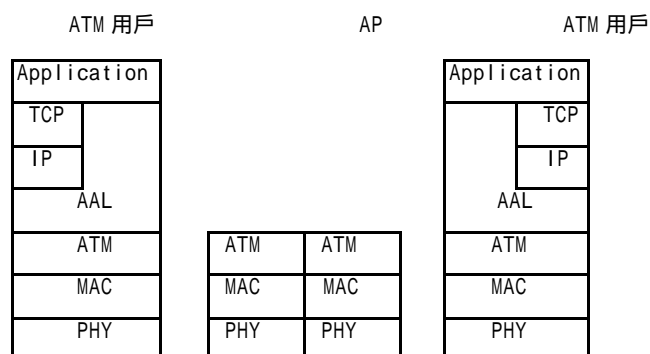 ATM 用戶 AP ATM 用戶
Application Application
TCP TCP
IP IP
AAL AAL
ATM ATM ATM ATM
MAC MAC MAC MAC
PHY PHY PHY PHY